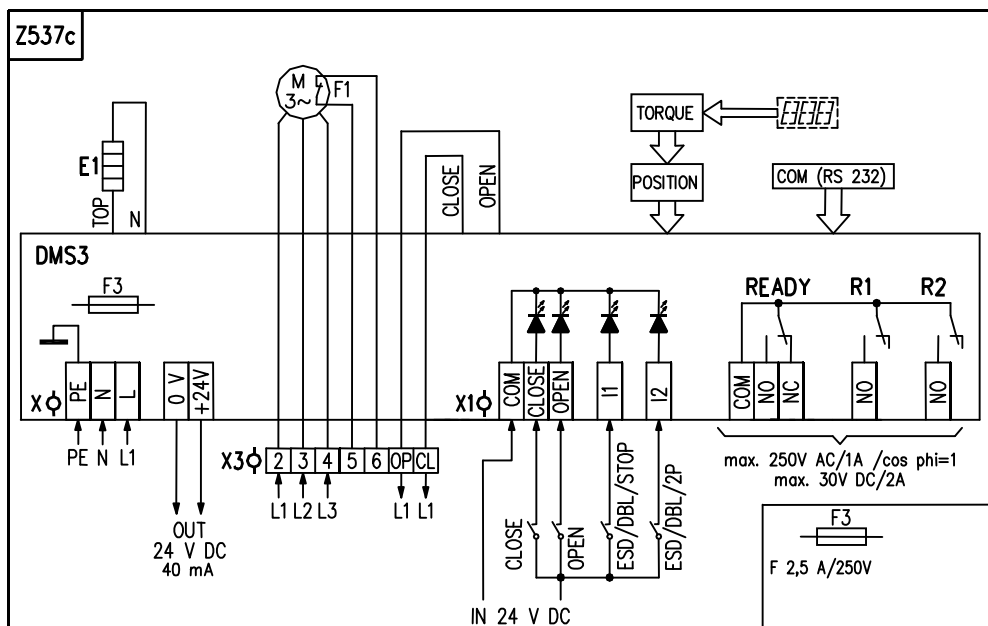 Z537c
M
3~
F1
E1
TOP
N
CLOSE
OPEN
TORQUE
POSITION
COM (RS 232)
DMS3
F3
READY
R1
R2
X
PE
N
L
0 V
+24V
X1
COM
CLOSE
OPEN
I1
I2
COM
NO
NC
NO
NO
PE
N
L1
X3
2
3
4
5
6
OP
CL
L1
L2
L3
L1
L1
OUT
24 V DC
40 mA
CLOSE
OPEN
ESD/DBL/STOP
ESD/DBL/2P
IN 24 V DC
max. 250V AC/1A /cos phi=1
max. 30V DC/2A
F3
F 2,5 A/250V